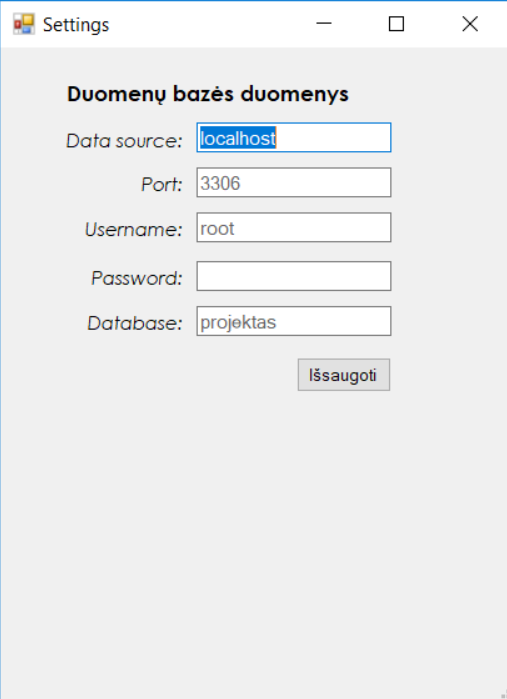 Settings
Duomenų bazės duomenys
Data source: localhost
Port: 3306
Username: root
Password:
Database: projektas
Išsaugoti